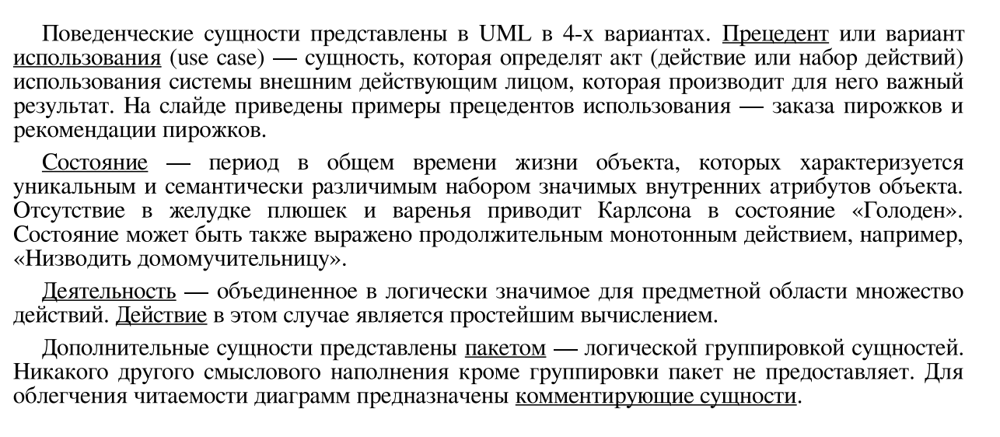 Поведенческие сущности представлены в UML в 4-х вариантах. Прецедент или вариант
использования (use case) — сущность, которая определят акт (действие или набор действий)
использования системы внешним действующим лицом, которая производит для него важный
результат. На слайде приведены примеры прецедентов использования — заказа пирожков и
рекомендации пирожков.
Состояние — период в общем времени жизни объекта, которых характеризуется
уникальным и семантически различимым набором значимых внутренних атрибутов объекта.
Отсутствие в желудке плюшек и варенья приводит Карлсона в состояние «Голоден».
Состояние может быть также выражено продолжительным монотонным действием, например,
«Низводить домомучительницу».
Деятельность — объединенное в логически значимое для предметной области множество
действий. Действие в этом случае является простейшим вычислением.
Дополнительные сущности представлены пакетом — логической группировкой сущностей.
Никакого другого смыслового наполнения кроме группировки пакет не предоставляет. Для
облегчения читаемости диаграмм предназначены комментирующие сущности.